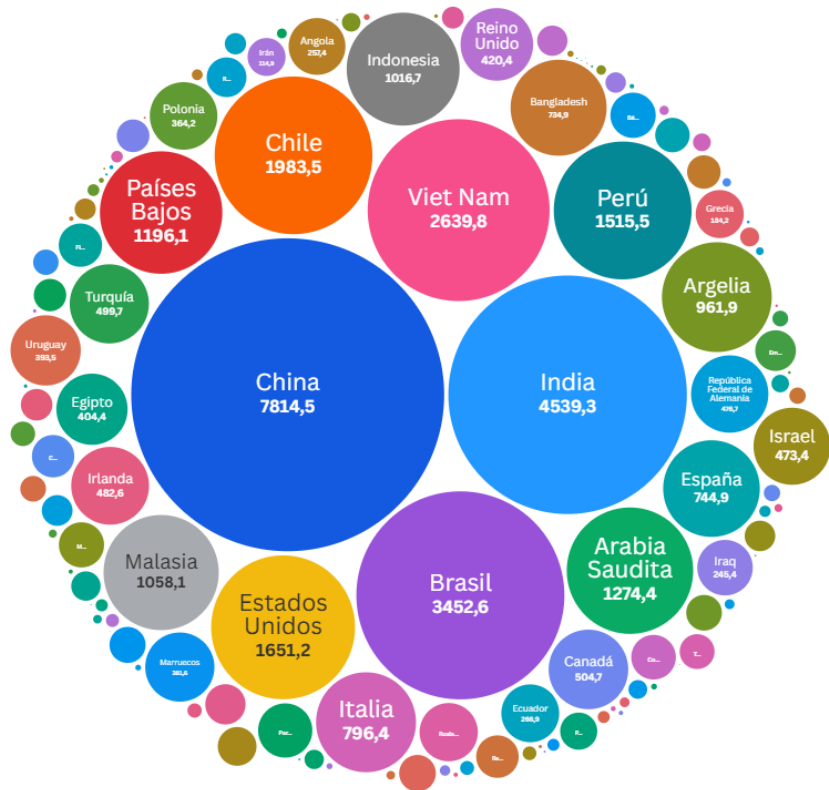 Angola
257,4
Irán
Indonesia
1016,7
Reino
Unido
420,4
Polonia
364,2
Chile
1983,5
Bangladesh
734,9
Países
Bajos
1196,1
Viet Nam
2639,8
Perú
1515,5
Grecia
Turquía
499,7
Argelia
961,9
Uruguay
393,5
China
7814,5
India
4539,3
República
Federal de
Alemania
Egipto
404,4
Israel
473,4
Irlanda
482,6
España
744,9
Malasia
1058,1
Arabia
Saudita
1274,4
Iraq
245,4
Estados
Unidos
1651,2
Brasil
3452,6
Marruecos
Canadá
504,7
Italia
796,4
Ecuador